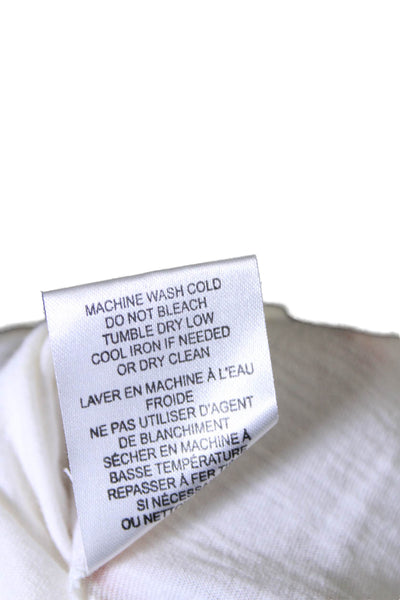 MACHINE WASH COLD
DO NOT BLEACH
TUMBLE DRY LOW
COOL IRON IF NEEDED
OR DRY CLEAN
LAVER EN MACHINE À L'EAU
FROIDE
NE PAS UTILISER D'AGENT
DE BLANCHIMENT
SÉCHER EN MACHINE À
BASSE TEMPÉRATURE
REPASSER À FER
SI
OU